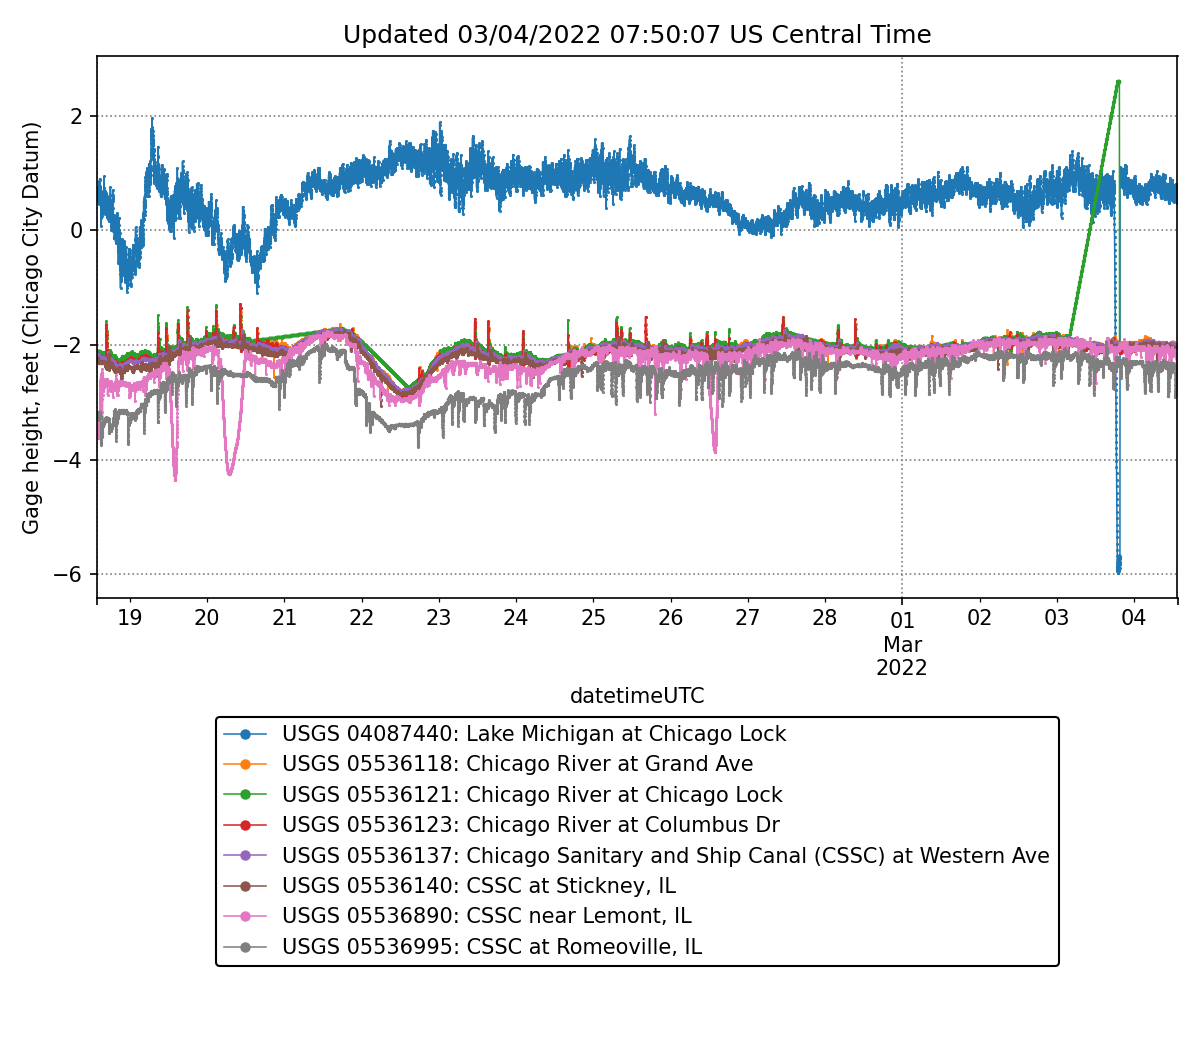 Updated 03/04/2022 07:50:07 US Central Time
Gage height, feet (Chicago City Datum)
2
0
−2
−4
−6
19 20 21 22 23 24 25 26 27 28 01 02 03 04
Mar
2022
datetimeUTC
USGS 04087440: Lake Michigan at Chicago Lock
USGS 05536118: Chicago River at Grand Ave
USGS 05536121: Chicago River at Chicago Lock
USGS 05536123: Chicago River at Columbus Dr
USGS 05536137: Chicago Sanitary and Ship Canal (CSSC) at Western Ave
USGS 05536140: CSSC at Stickney, IL
USGS 05536890: CSSC near Lemont, IL
USGS 05536995: CSSC at Romeoville, IL